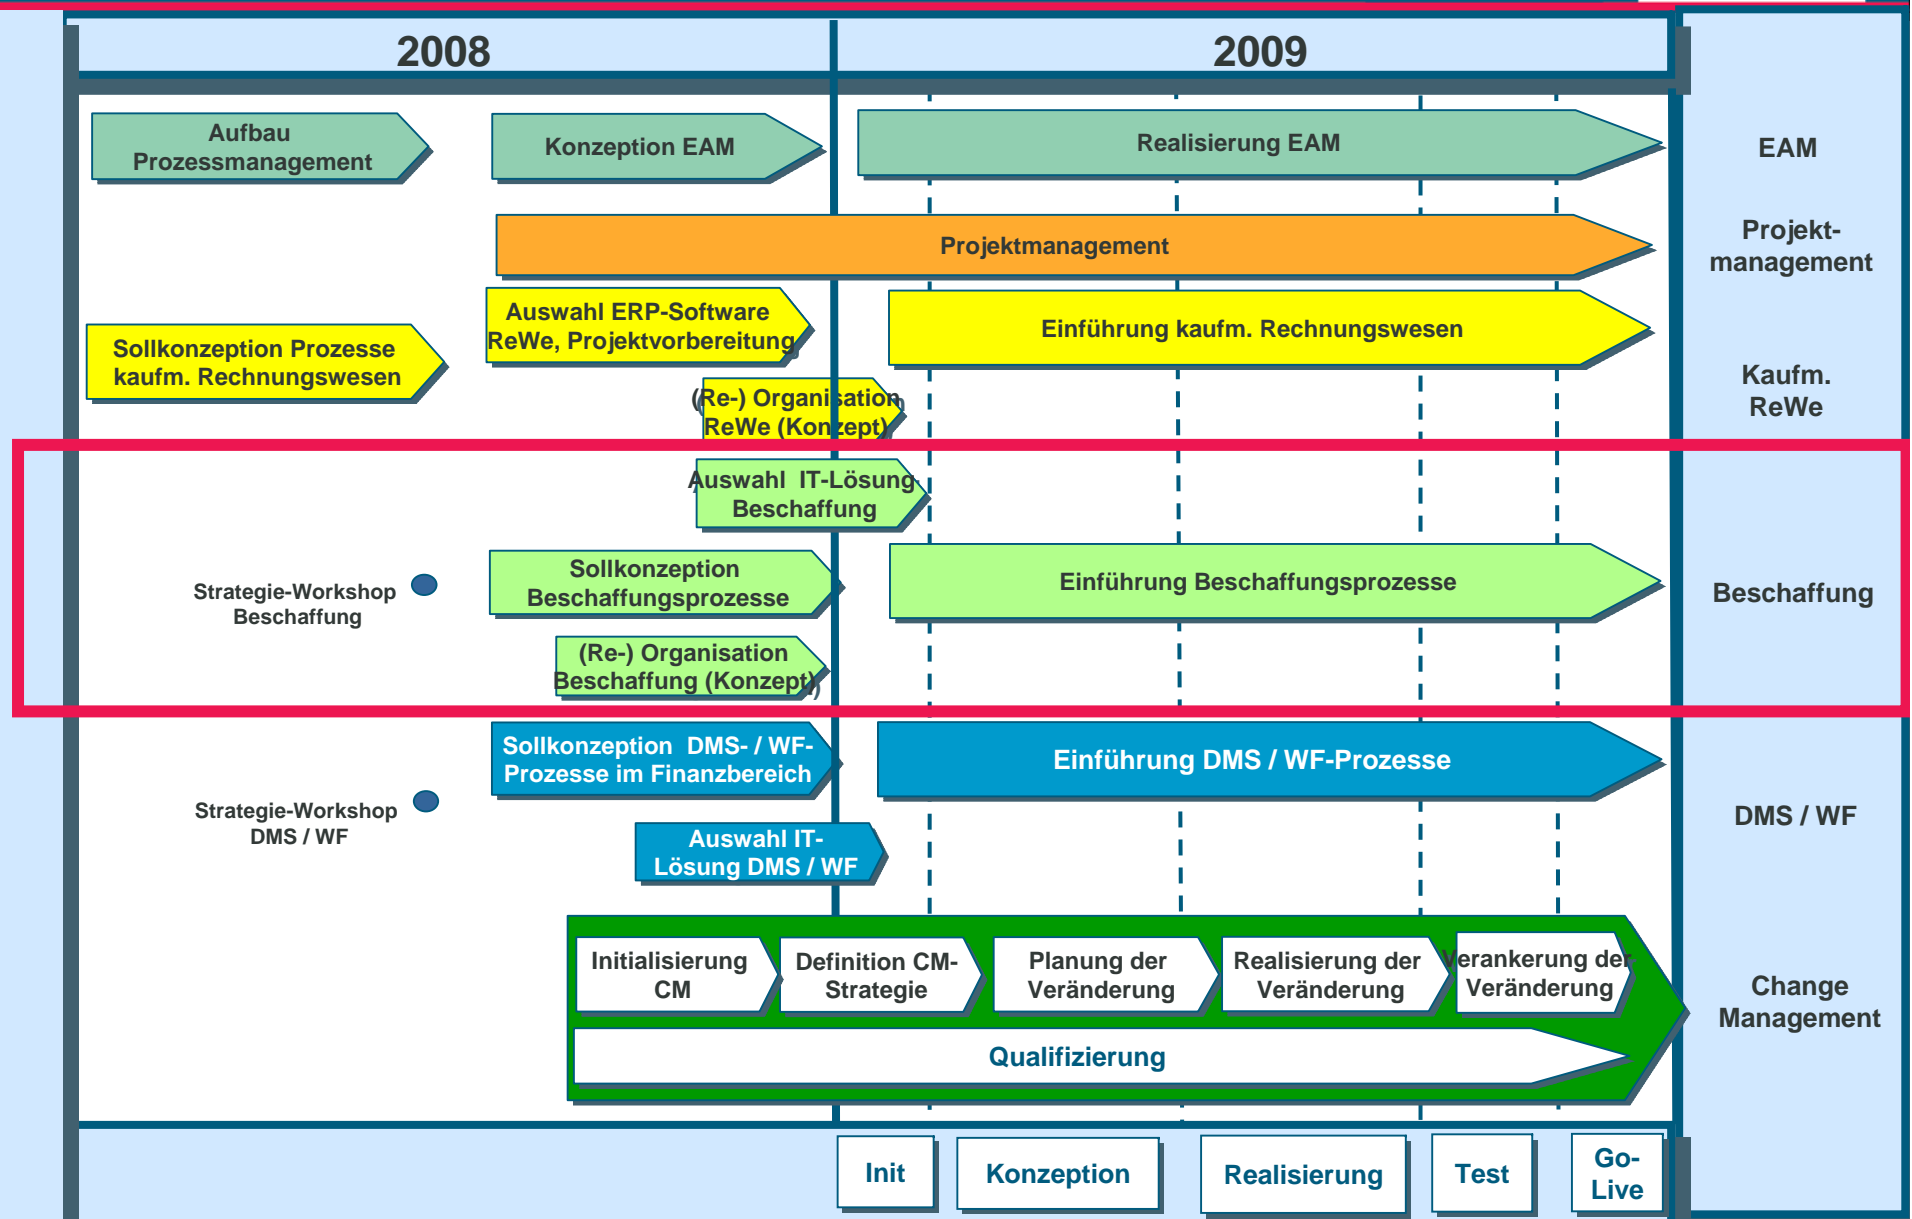 2008
2009
Aufbau
Prozessmanagement
Konzeption EAM
Realisierung EAM
EAM
Projektmanagement
Projekt-
management
Sollkonzeption Prozesse
kaufm. Rechnungswesen
Auswahl ERP-Software
ReWe, Projektvorbereitung
Einführung kaufm. Rechnungswesen
(Re-) Organisation
ReWe (Konzept)
Kaufm.
ReWe
Auswahl IT-Lösung
Beschaffung
Strategie-Workshop
Beschaffung
Sollkonzeption
Beschaffungsprozesse
Einführung Beschaffungsprozesse
Beschaffung
(Re-) Organisation
Beschaffung (Konzept)
Sollkonzeption DMS- / WF-
Prozesse im Finanzbereich
Einführung DMS / WF-Prozesse
Strategie-Workshop
DMS / WF
DMS / WF
Auswahl IT-
Lösung DMS / WF
Initialisierung
CM
Definition CM-
Strategie
Planung der
Veränderung
Realisierung der
Veränderung
Verankerung der
Veränderung
Change
Management
Qualifizierung
Init
Konzeption
Realisierung
Test
Go-
Live